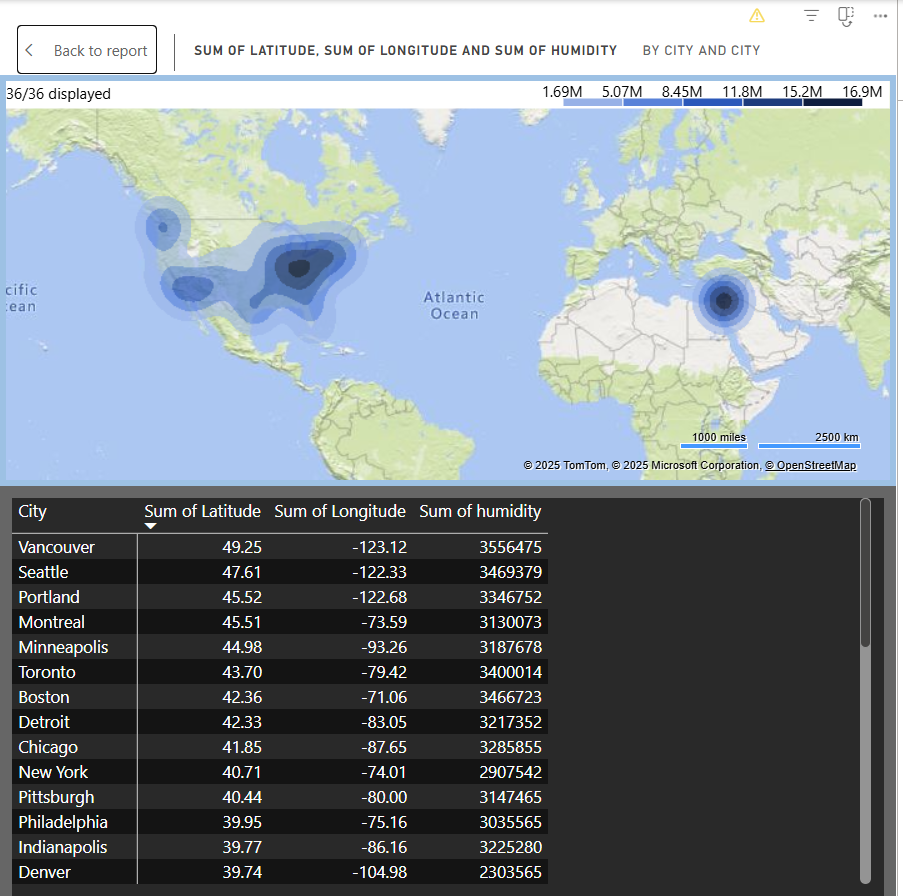 Back to report
SUM OF LATITUDE, SUM OF LONGITUDE AND SUM OF HUMIDITY BY CITY AND CITY
36/36 displayed
1.69M 5.07M 8.45M 11.8M 15.2M 16.9M
cific
ean
Atlantic
Ocean
1000 miles 2500 km
© 2025 TomTom, © 2025 Microsoft Corporation, © OpenStreetMap
City Sum of Latitude Sum of Longitude Sum of humidity
Vancouver 49.25 -123.12 3556475
Seattle 47.61 -122.33 3469379
Portland 45.52 -122.68 3346752
Montreal 45.51 -73.59 3130073
Minneapolis 44.98 -93.26 3187678
Toronto 43.70 -79.42 3400014
Boston 42.36 -71.06 3466723
Detroit 42.33 -83.05 3217352
Chicago 41.85 -87.65 3285855
New York 40.71 -74.01 2907542
Pittsburgh 40.44 -80.00 3147465
Philadelphia 39.95 -75.16 3035565
Indianapolis 39.77 -86.16 3225280
Denver 39.74 -104.98 2303565